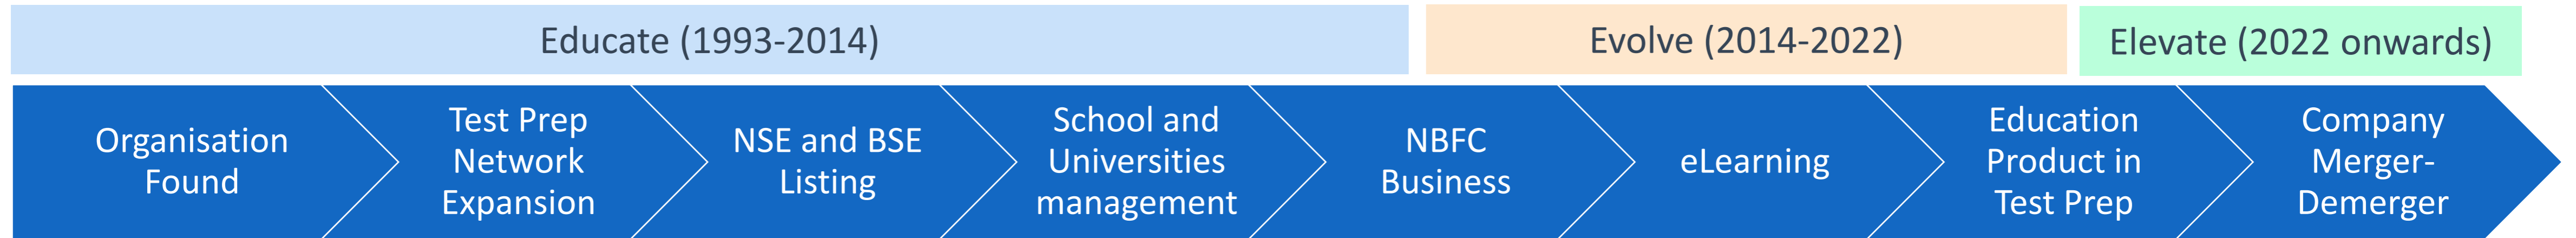 Educate (1993-2014)
Evolve (2014-2022)
Elevate (2022 onwards)
Organisation
Found
Test Prep
Network
Expansion
NSE and BSE
Listing
School and
Universities
management
NBFC
Business
eLearning
Education
Product in
Test Prep
Company
Merger-
Demerger